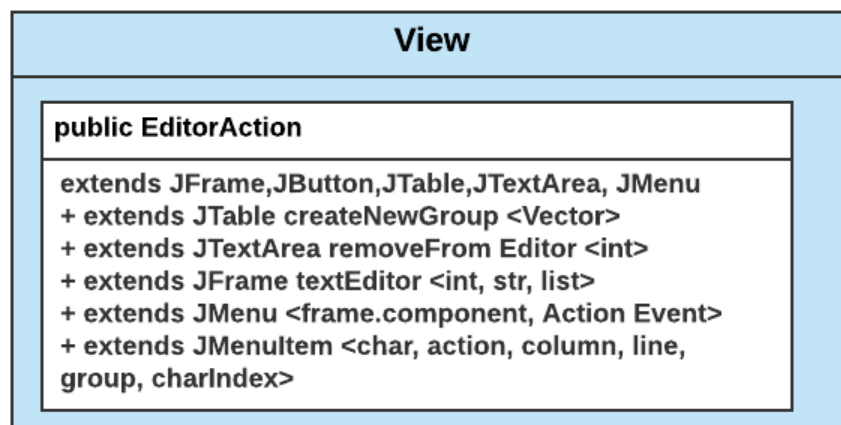 View
public EditorAction
extends JFrame,JButton,JTable,JTextArea, JMenu
+ extends JTable createNewGroup <Vector>
+ extends JTextArea removeFrom Editor <int>
+ extends JFrame textEditor <int, str, list>
+ extends JMenu <frame.component, Action Event>
+ extends JMenuItem <char, action, column, line,
group, charIndex>